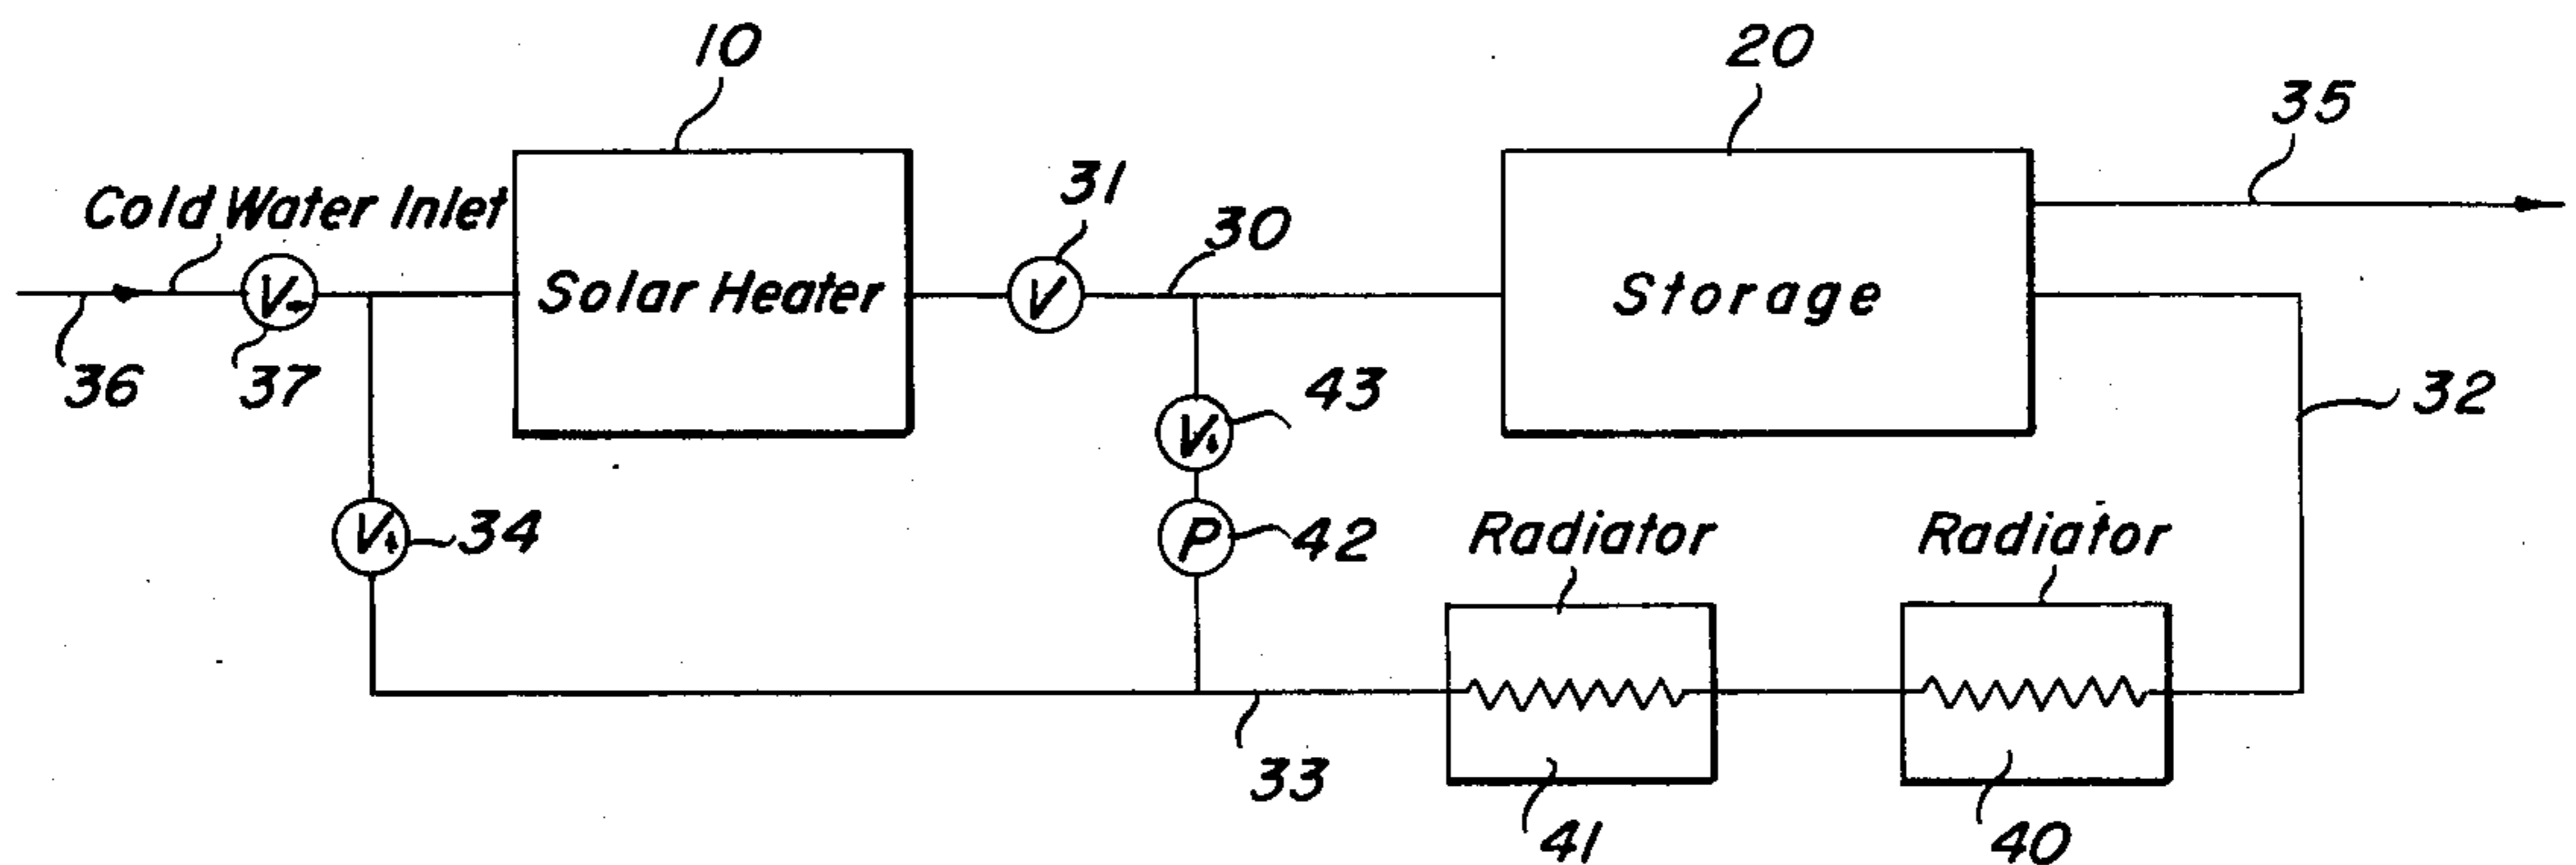 10
20
35
Cold Water Inlet
31
30
V
Solar Heater
V
Storage
36
37
43
V
32
V
34
P
42
Radiator
Radiator
33
41
40